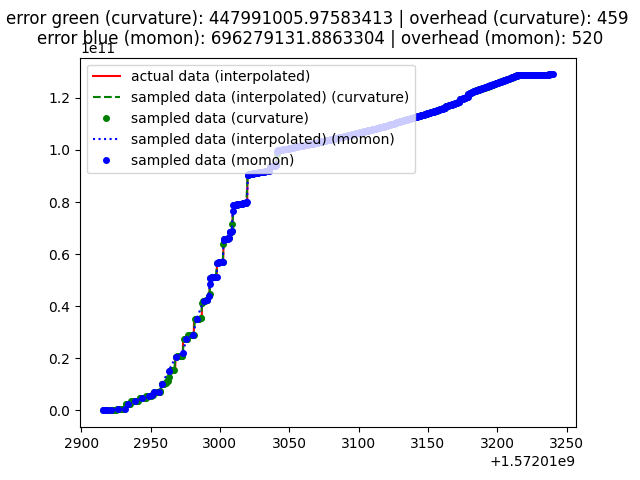 error green (curvature): 447991005.97583413 | overhead (curvature): 459
error blue (momon): 696279131.8863304 | overhead (momon): 520
1e11
actual data (interpolated)
sampled data (interpolated) (curvature)
sampled data (curvature)
sampled data (interpolated) (momon)
sampled data (momon)
1.2
1.0
0.8
0.6
0.4
0.2
0.0
2900 2950 3000 3050 3100 3150 3200 3250
+1.57201e9